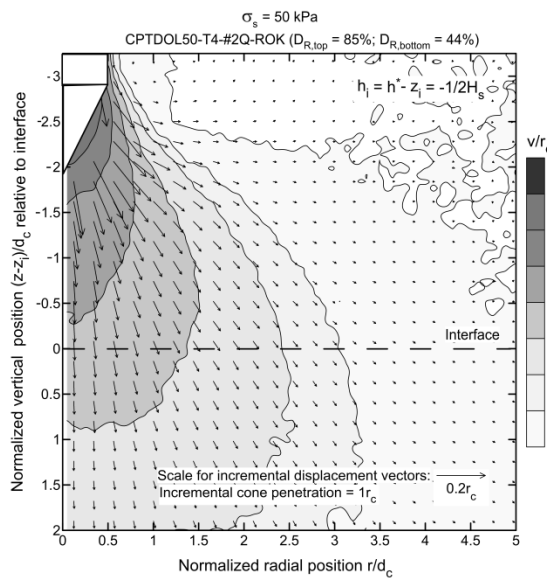 σs = 50 kPa
CPTDOL50-T4-#2Q-ROK (DR,top = 85%; DR,bottom = 44%)
hi = h* - zi = -1/2Hs
Normalized vertical position (z-zi)/dc relative to interface
-3
-2.5
-2
-1.5
-1
-0.5
0
0.5
1
1.5
2
Interface
Scale for incremental displacement vectors:
Incremental cone penetration = 1rc
0.2rc
0 0.5 1 1.5 2 2.5 3 3.5 4 4.5 5
Normalized radial position r/dc